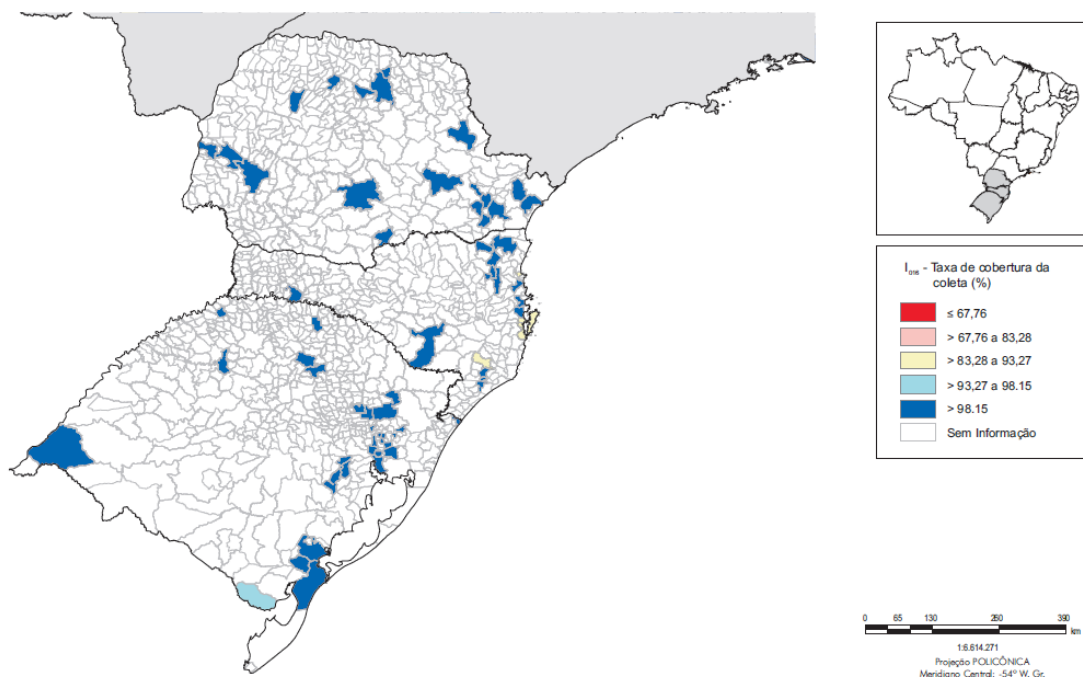 I₀₁₆ - Taxa de cobertura da
coleta (%)
≤ 67,76
> 67,76 a 83,28
> 83,28 a 93,27
> 93,27 a 98.15
> 98.15
Sem Informação
0 65 130 260 390
km
1:6.614.271
Projeção POLICÔNICA
Meridiano Central: -54º W. Gr.